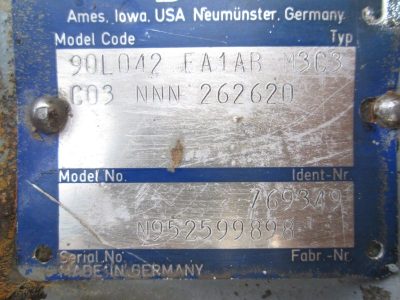 Ames, Iowa, USA Neumünster, Germany
Model Code Typ
90L042 EA1AB N3C3
C03 NNN 262620
Model No. Ident-Nr
769349
N952599898
Serial No Fabr.-Nr.
MADE IN GERMANY